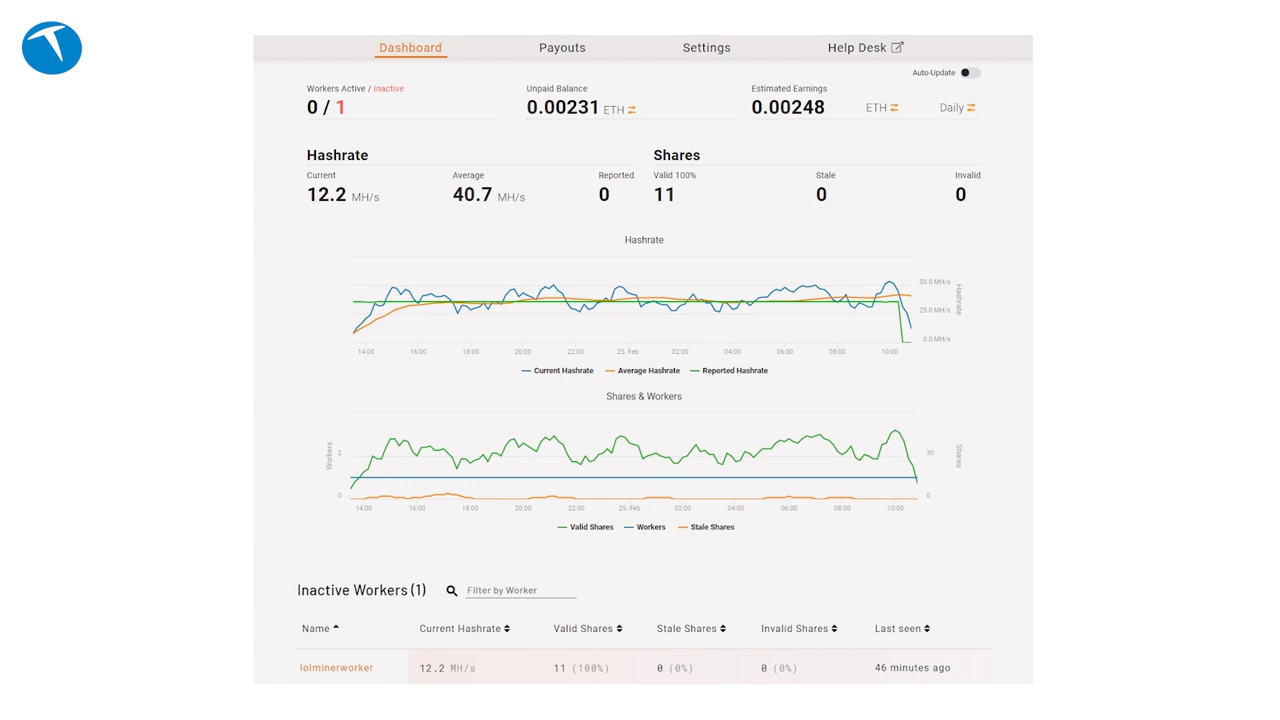 Dashboard Payouts Settings Help Desk
Auto-Update
Workers Active / Inactive Unpaid Balance Estimated Earnings
0 / 1 0.00231 ETH 0.00248 ETH Daily
Hashrate Shares
Current Average Reported Valid 100% Stale Invalid
12.2 MH/s 40.7 MH/s 0 11 0 0
Hashrate
50.0 MH/s
25.0 MH/s
0.0 MH/s
Hashrate
14:00 16:00 18:00 20:00 22:00 25. Feb 02:00 04:00 06:00 08:00 10:00
Current Hashrate Average Hashrate Reported Hashrate
Shares & Workers
Workers
2 30
0 0
Shares
14:00 16:00 18:00 20:00 22:00 25. Feb 02:00 04:00 06:00 08:00 10:00
Valid Shares Workers Stale Shares
Inactive Workers (1) Filter by Worker
Name Current Hashrate Valid Shares Stale Shares Invalid Shares Last seen
lolminerworker 12.2 MH/s 11 (100%) 0 (0%) 0 (0%) 46 minutes ago